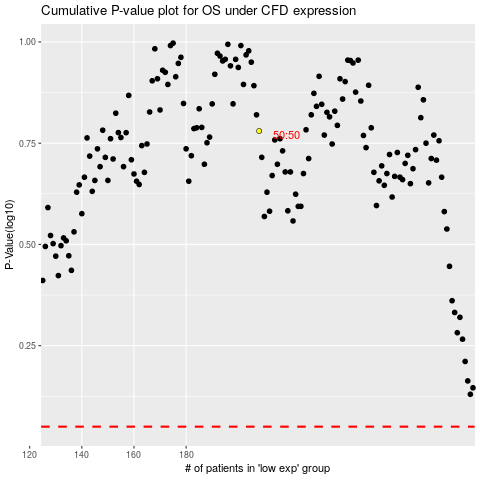 Cumulative P-value plot for OS under CFD expression
P-Value(log10)
1.00
0.75
0.50
0.25
50:50
120 140 160 180
# of patients in 'low exp' group